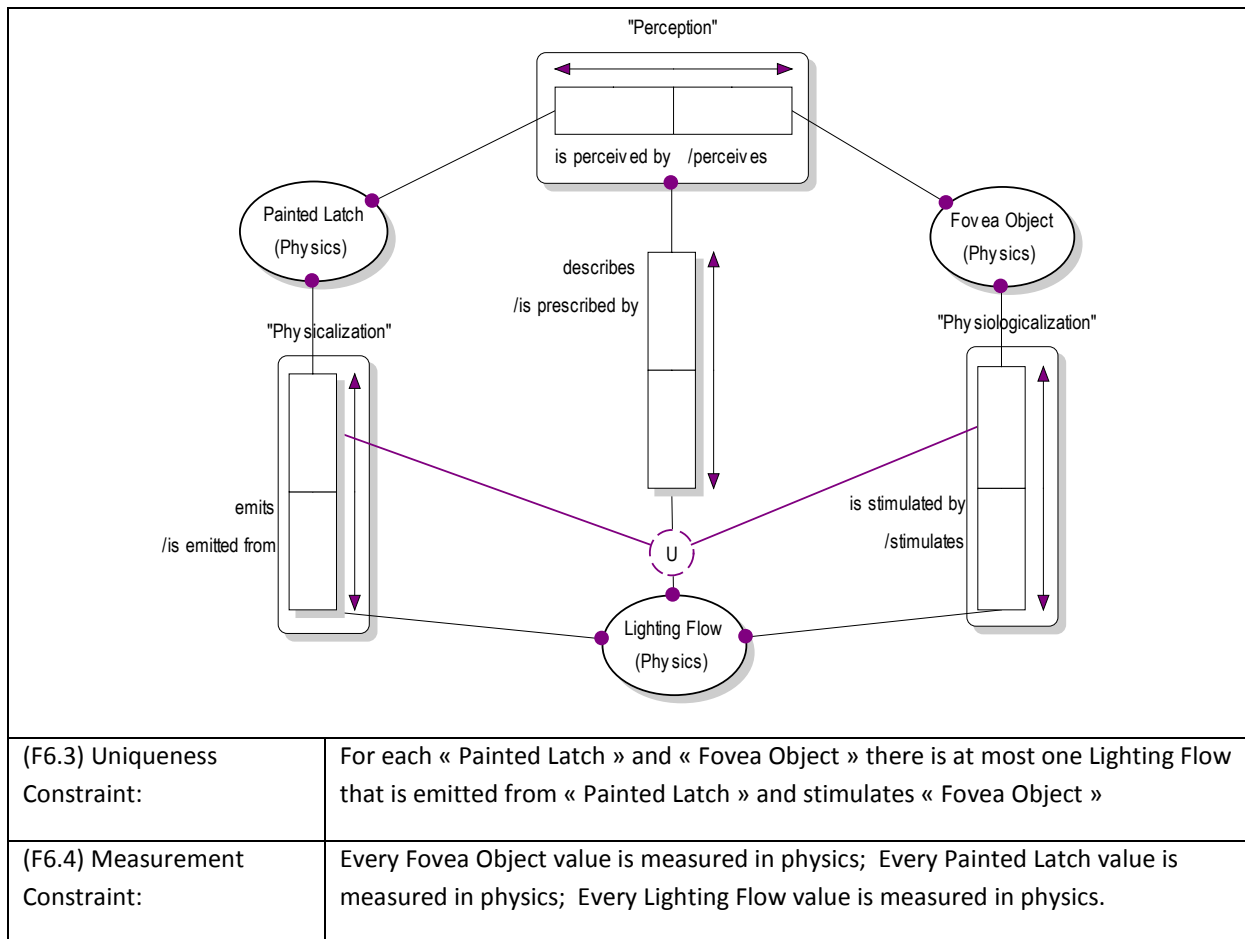 "Perception"
is perceived by /perceives
Painted Latch
(Physics)
Fovea Object
(Physics)
describes
/is prescribed by
"Physicalization"
"Physiologicalization"
emits
/is emitted from
is stimulated by
/stimulates
U
Lighting Flow
(Physics)
(F6.3) Uniqueness
Constraint:
For each « Painted Latch » and « Fovea Object » there is at most one Lighting Flow
that is emitted from « Painted Latch » and stimulates « Fovea Object »
(F6.4) Measurement
Constraint:
Every Fovea Object value is measured in physics; Every Painted Latch value is
measured in physics; Every Lighting Flow value is measured in physics.